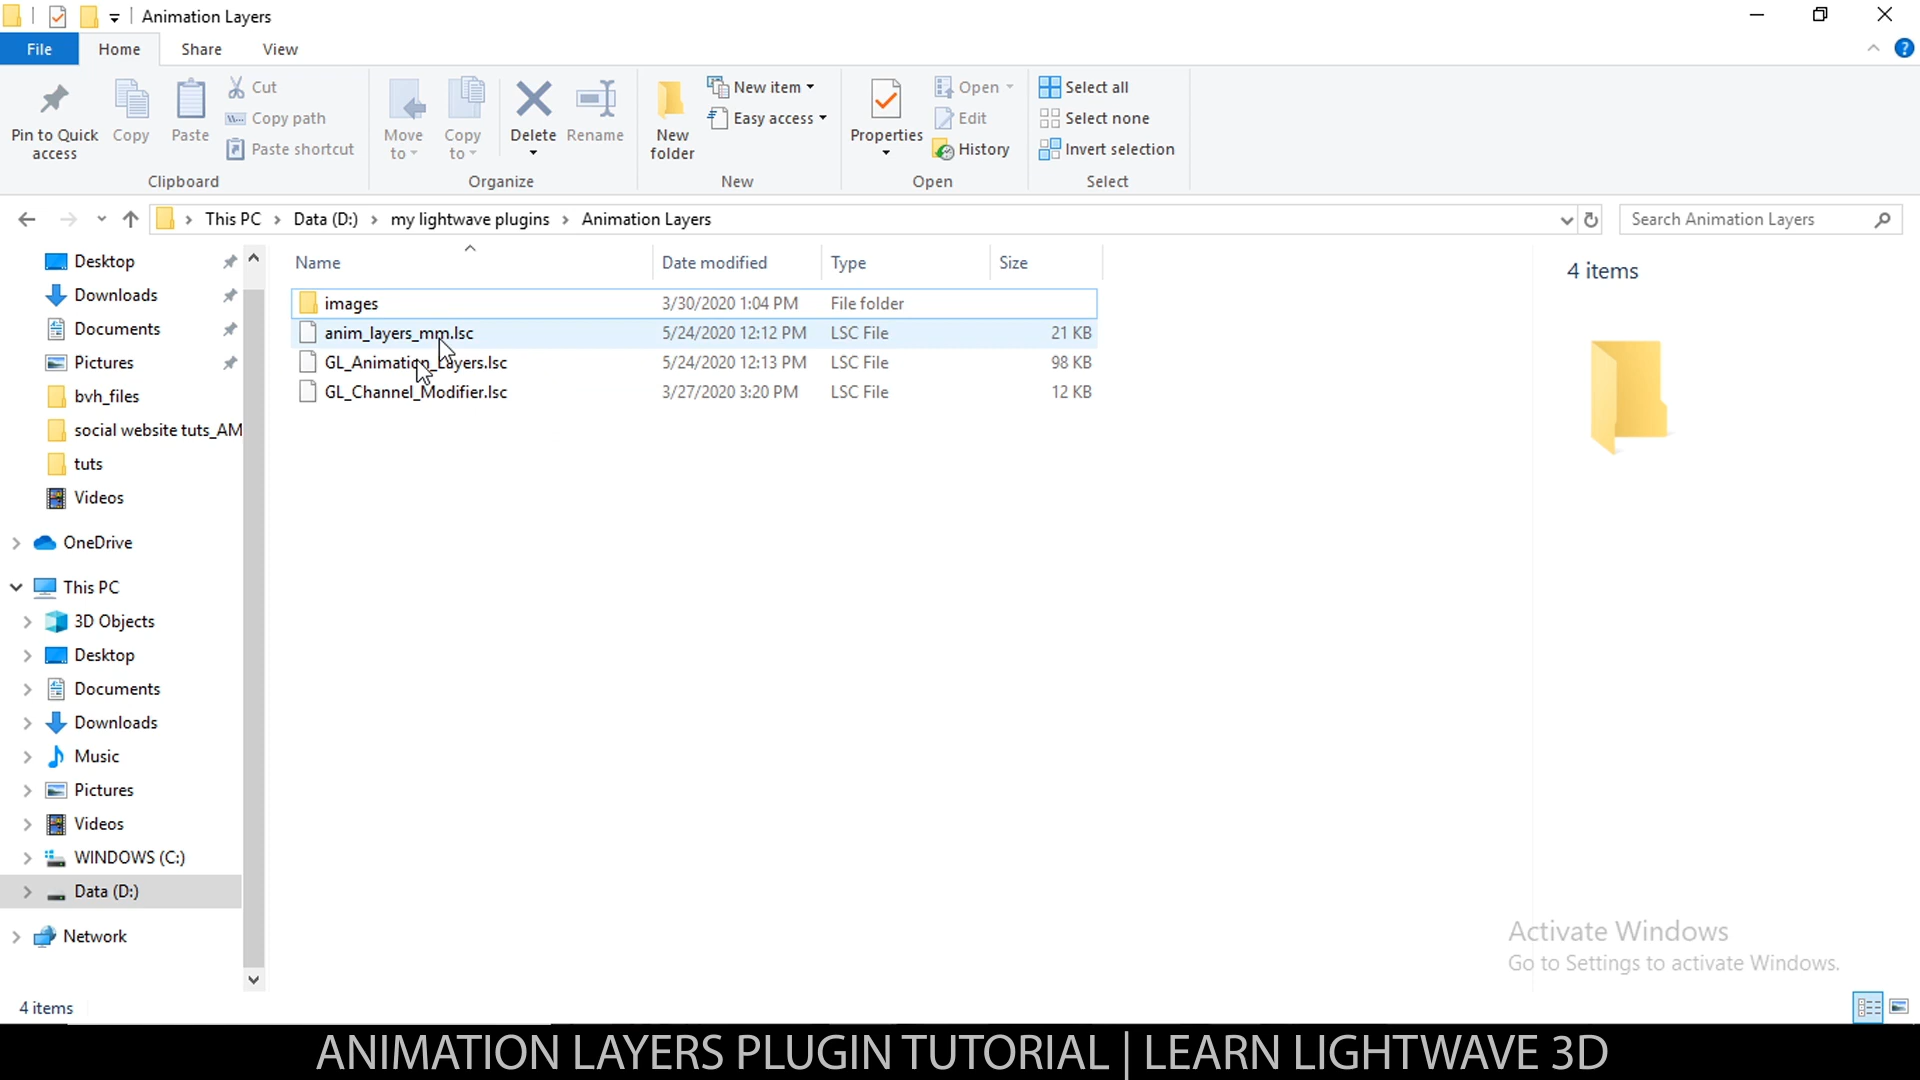 Animation Layers
File Home Share View
Pin to Quick access
Copy
Paste
Cut
Copy path
Paste shortcut
Clipboard
Move to
Copy to
Delete
Rename
Organize
New folder
New item
Easy access
New
Properties
Open
Edit
History
Open
Select all
Select none
Invert selection
Select
This PC > Data (D:) > my lightwave plugins > Animation Layers
Search Animation Layers
Desktop
Downloads
Documents
Pictures
bvh_files
social website tuts_AM
tuts
Videos
OneDrive
This PC
3D Objects
Desktop
Documents
Downloads
Music
Pictures
Videos
WINDOWS (C:)
Data (D:)
Network
Name Date modified Type Size
images 3/30/2020 1:04 PM File folder
anim_layers_mm.lsc 5/24/2020 12:12 PM LSC File 21 KB
GL_Animation_Layers.lsc 5/24/2020 12:13 PM LSC File 98 KB
GL_Channel_Modifier.lsc 3/27/2020 3:20 PM LSC File 12 KB
4 items
Activate Windows
Go to Settings to activate Windows.
4 items
ANIMATION LAYERS PLUGIN TUTORIAL | LEARN LIGHTWAVE 3D